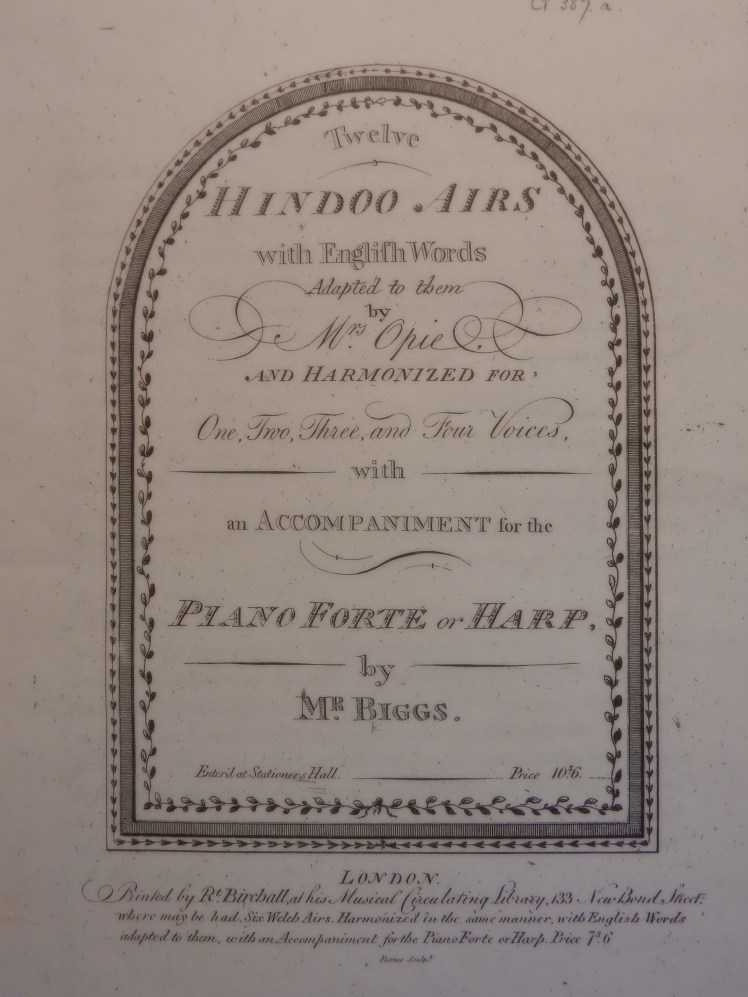 LT 367. a.
Twelve
HINDOO AIRS
with Engliſh Words
Adapted to them
by
Mrs Opie.
AND HARMONIZED FOR
One, Two, Three, and Four Voices,
with
an ACCOMPANIMENT for the
PIANO FORTE or HARP,
by
MR BIGGS.
Enter'd at Stationers Hall. Price 10s6.
LONDON.
Printed by Rt. Birchall, at his Musical Circulating Library, 133 New Bond Street.
where may be had, Six Welch Airs. Harmonized in the same manner, with English Words
adapted to them, with an Accompaniment for the Piano Forte or Harp. Price 7s.6
Sculpt